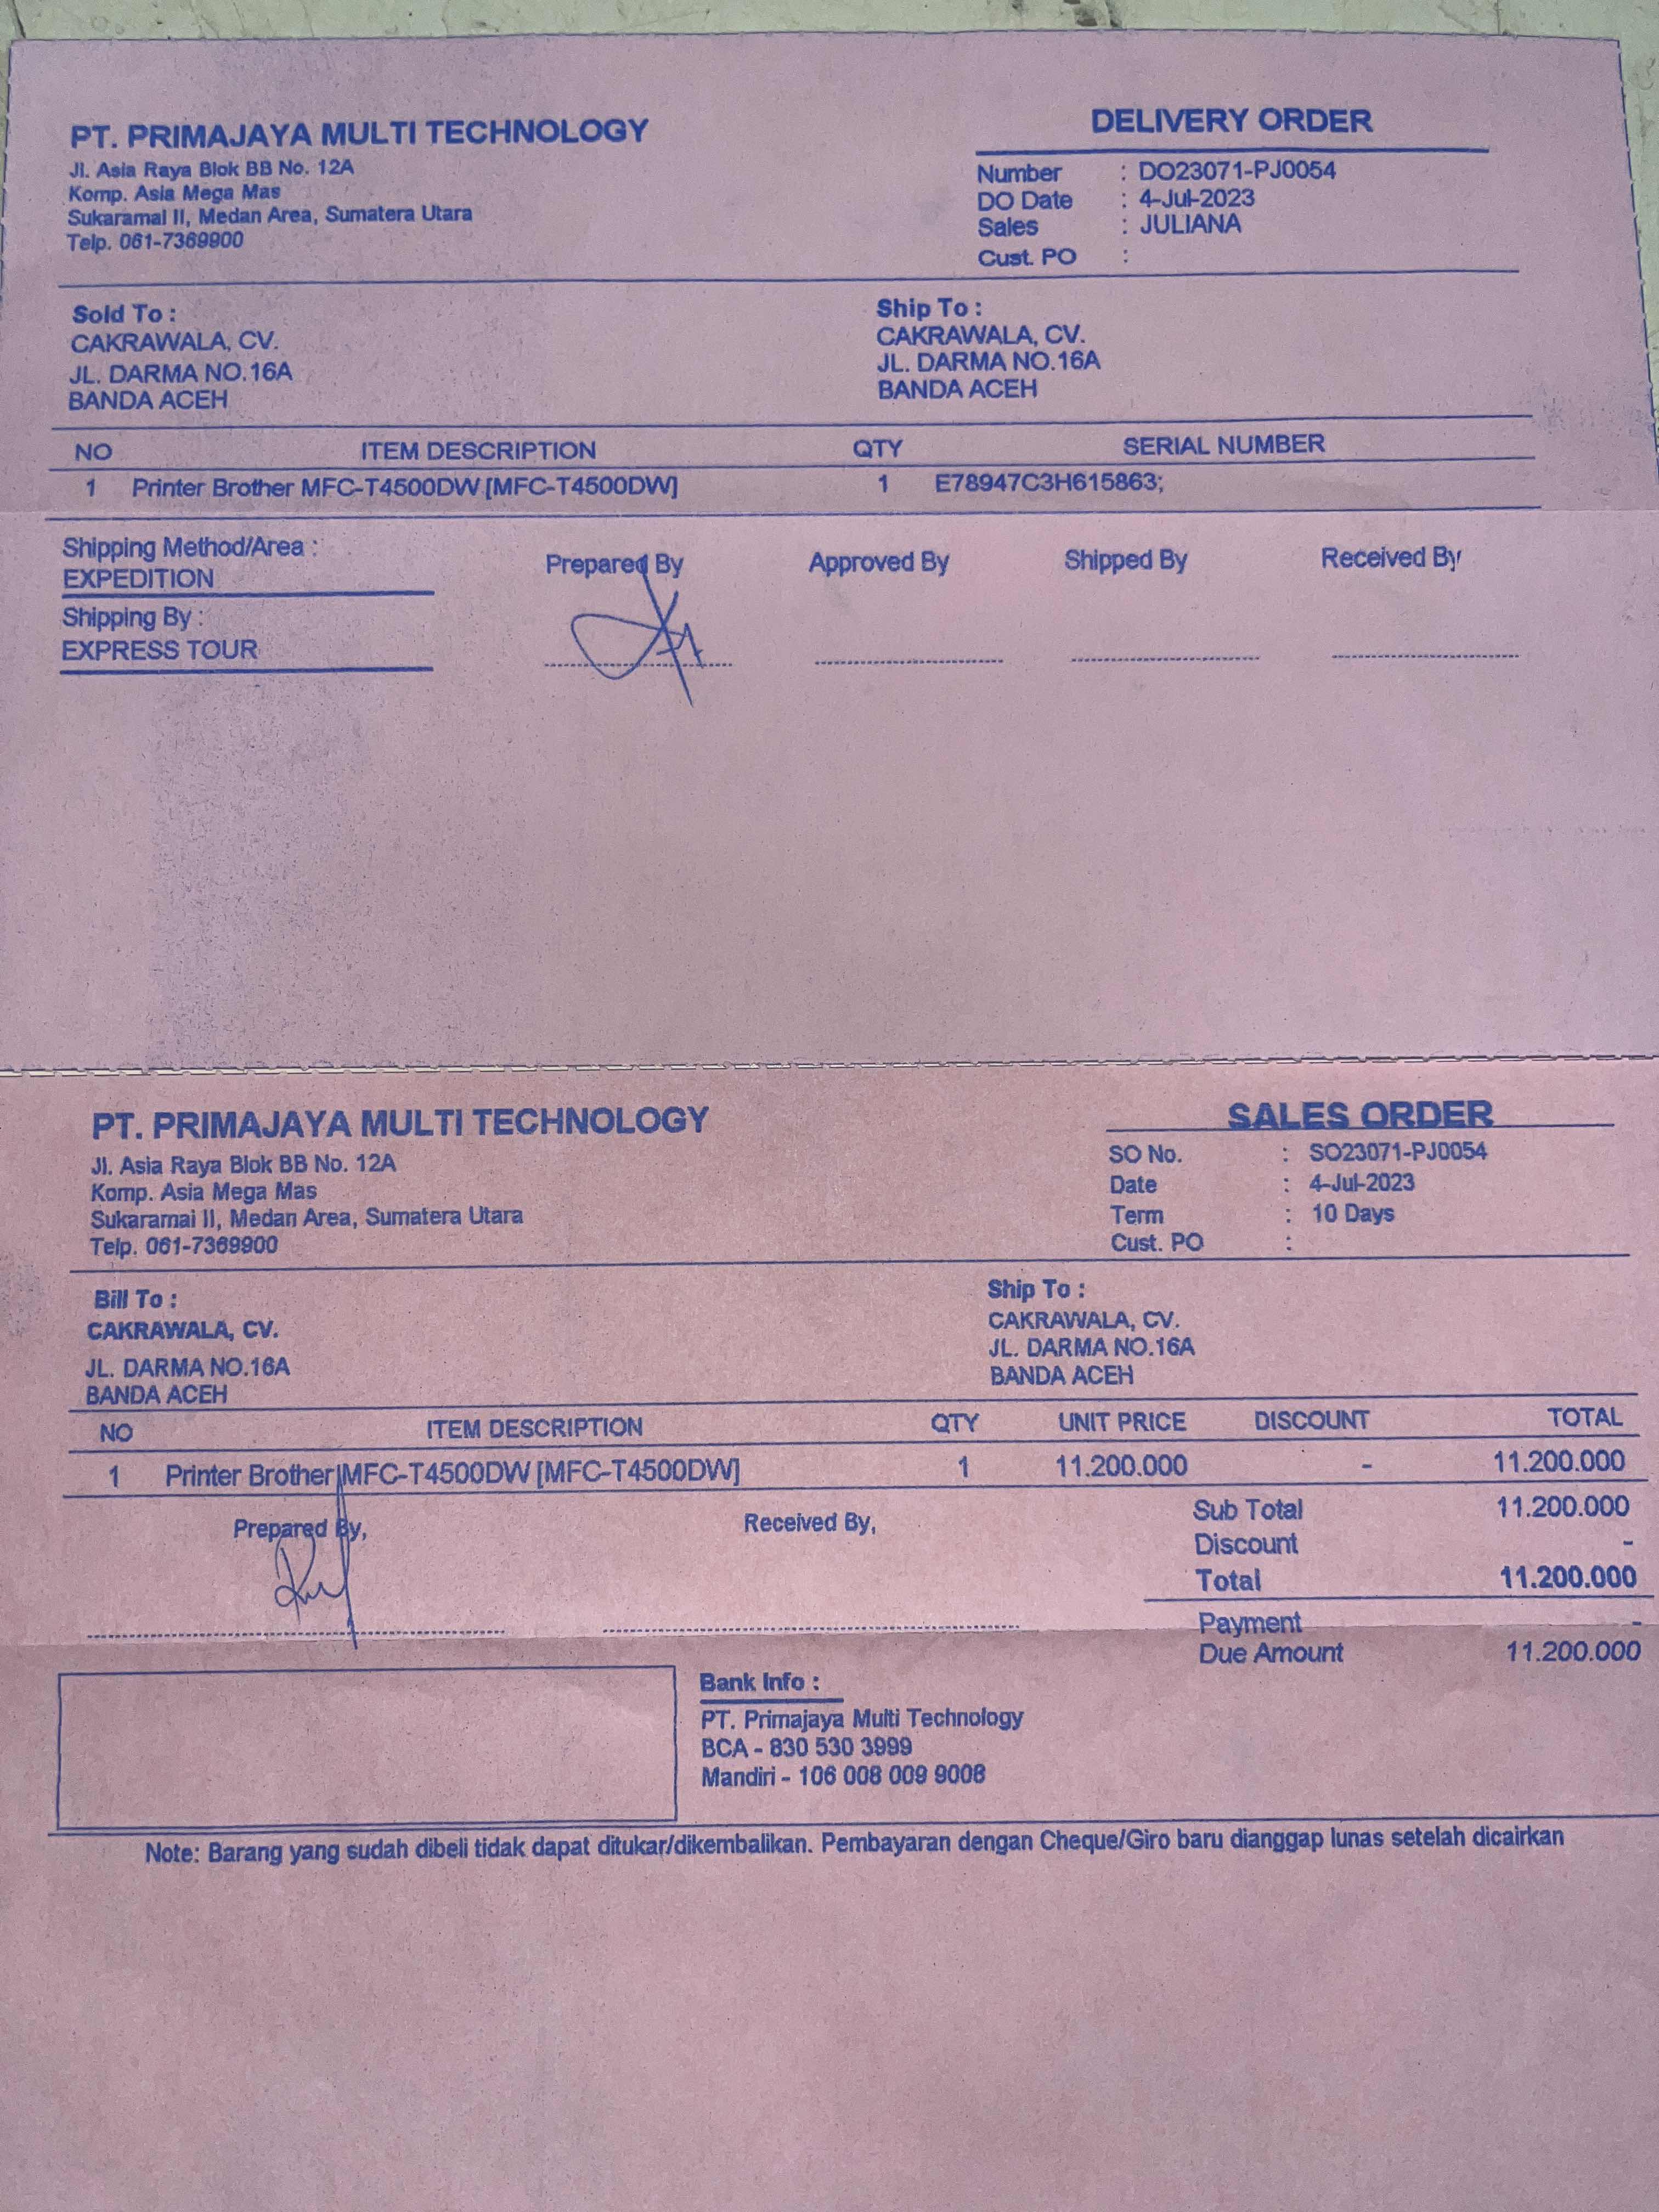 PT. PRIMAJAYA MULTI TECHNOLOGY
Jl. Asia Raya Blok BB No. 12A
Komp. Asia Mega Mas
Sukaramai II, Medan Area, Sumatera Utara
Telp. 061-7369900
DELIVERY ORDER
Number : DO23071-PJ0054
DO Date : 4-Jul-2023
Sales : JULIANA
Cust. PO :
Sold To :
CAKRAWALA, CV.
JL. DARMA NO.16A
BANDA ACEH
Ship To :
CAKRAWALA, CV.
JL. DARMA NO.16A
BANDA ACEH
NO ITEM DESCRIPTION QTY SERIAL NUMBER
1 Printer Brother MFC-T4500DW [MFC-T4500DW] 1 E78947C3H615863;
Shipping Method/Area :
EXPEDITION
Shipping By :
EXPRESS TOUR
Prepared By Approved By Shipped By Received By
PT. PRIMAJAYA MULTI TECHNOLOGY
Jl. Asia Raya Blok BB No. 12A
Komp. Asia Mega Mas
Sukaramai II, Medan Area, Sumatera Utara
Telp. 061-7369900
SALES ORDER
SO No. : SO23071-PJ0054
Date : 4-Jul-2023
Term : 10 Days
Cust. PO :
Bill To :
CAKRAWALA, CV.
JL. DARMA NO.16A
BANDA ACEH
Ship To :
CAKRAWALA, CV.
JL. DARMA NO.16A
BANDA ACEH
NO ITEM DESCRIPTION QTY UNIT PRICE DISCOUNT TOTAL
1 Printer Brother MFC-T4500DW [MFC-T4500DW] 1 11.200.000 - 11.200.000
Prepared By, Received By,
Sub Total 11.200.000
Discount -
Total 11.200.000
Payment -
Due Amount 11.200.000
Bank Info :
PT. Primajaya Multi Technology
BCA - 830 530 3999
Mandiri - 106 008 009 9008
Note: Barang yang sudah dibeli tidak dapat ditukar/dikembalikan. Pembayaran dengan Cheque/Giro baru dianggap lunas setelah dicairkan